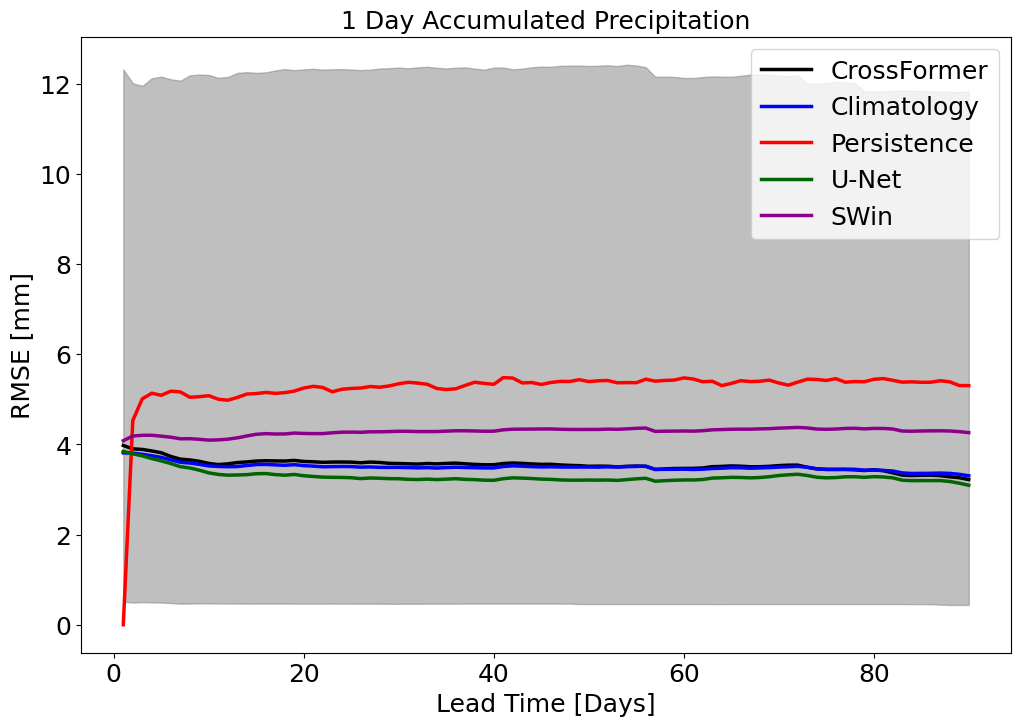 1 Day Accumulated Precipitation
CrossFormer
Climatology
Persistence
U-Net
SWin
RMSE [mm]
12
10
8
6
4
2
0
0 20 40 60 80
Lead Time [Days]